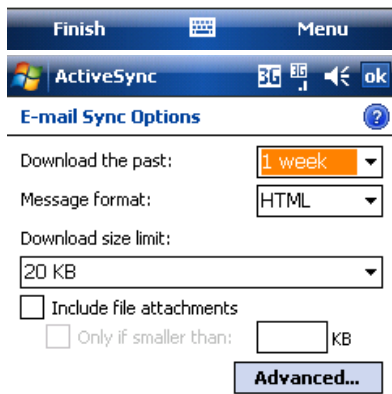 Finish Menu
ActiveSync 3G 3G ok
E-mail Sync Options ?
Download the past: 1 week
Message format: HTML
Download size limit:
20 KB
Include file attachments
Only if smaller than: KB
Advanced...